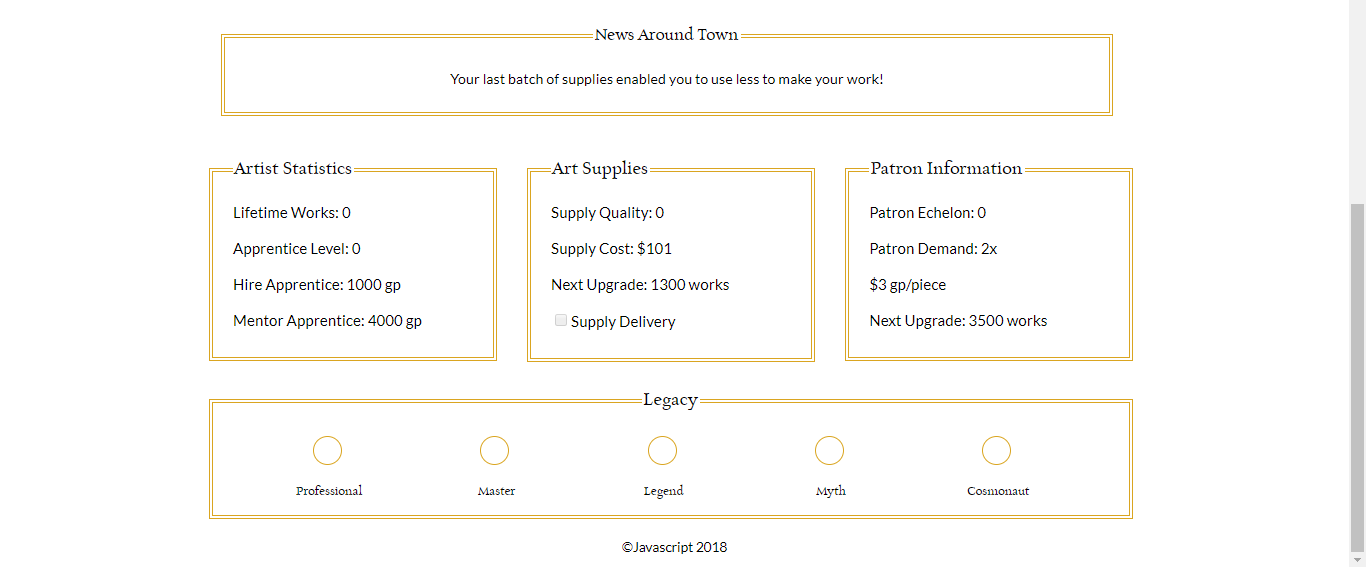 News Around Town
Your last batch of supplies enabled you to use less to make your work!
Artist Statistics
Lifetime Works: 0
Apprentice Level: 0
Hire Apprentice: 1000 gp
Mentor Apprentice: 4000 gp
Art Supplies
Supply Quality: 0
Supply Cost: $101
Next Upgrade: 1300 works
Supply Delivery
Patron Information
Patron Echelon: 0
Patron Demand: 2x
$3 gp/piece
Next Upgrade: 3500 works
Legacy
Professional
Master
Legend
Myth
Cosmonaut
©Javascript 2018